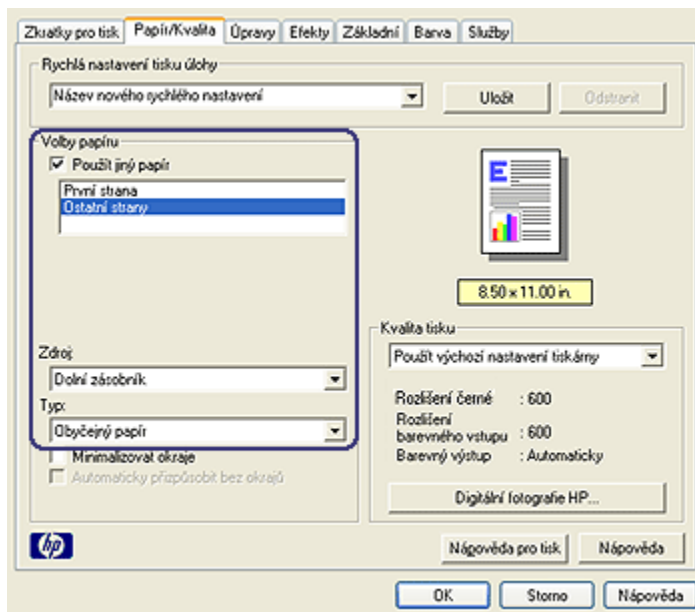 Zkratky pro tisk Papír/Kvalita Úpravy Efekty Základní Barva Služby
Rychlá nastavení tisku úlohy
Název nového rychlého nastavení Uložit Odstranit
Volby papíru
Použít jiný papír
První strana
Ostatní strany
E
8.50 × 11.00 in.
Zdroj:
Dolní zásobník
Typ:
Obyčejný papír
Minimalizovat okraje
Automaticky přizpůsobit bez okrajů
Kvalita tisku
Použít výchozí nastavení tiskárny
Rozlišení černé : 600
Rozlišení
barevného vstupu : 600
Barevný výstup : Automaticky
Digitální fotografie HP...
hp
Nápověda pro tisk Nápověda
OK Storno Nápověda